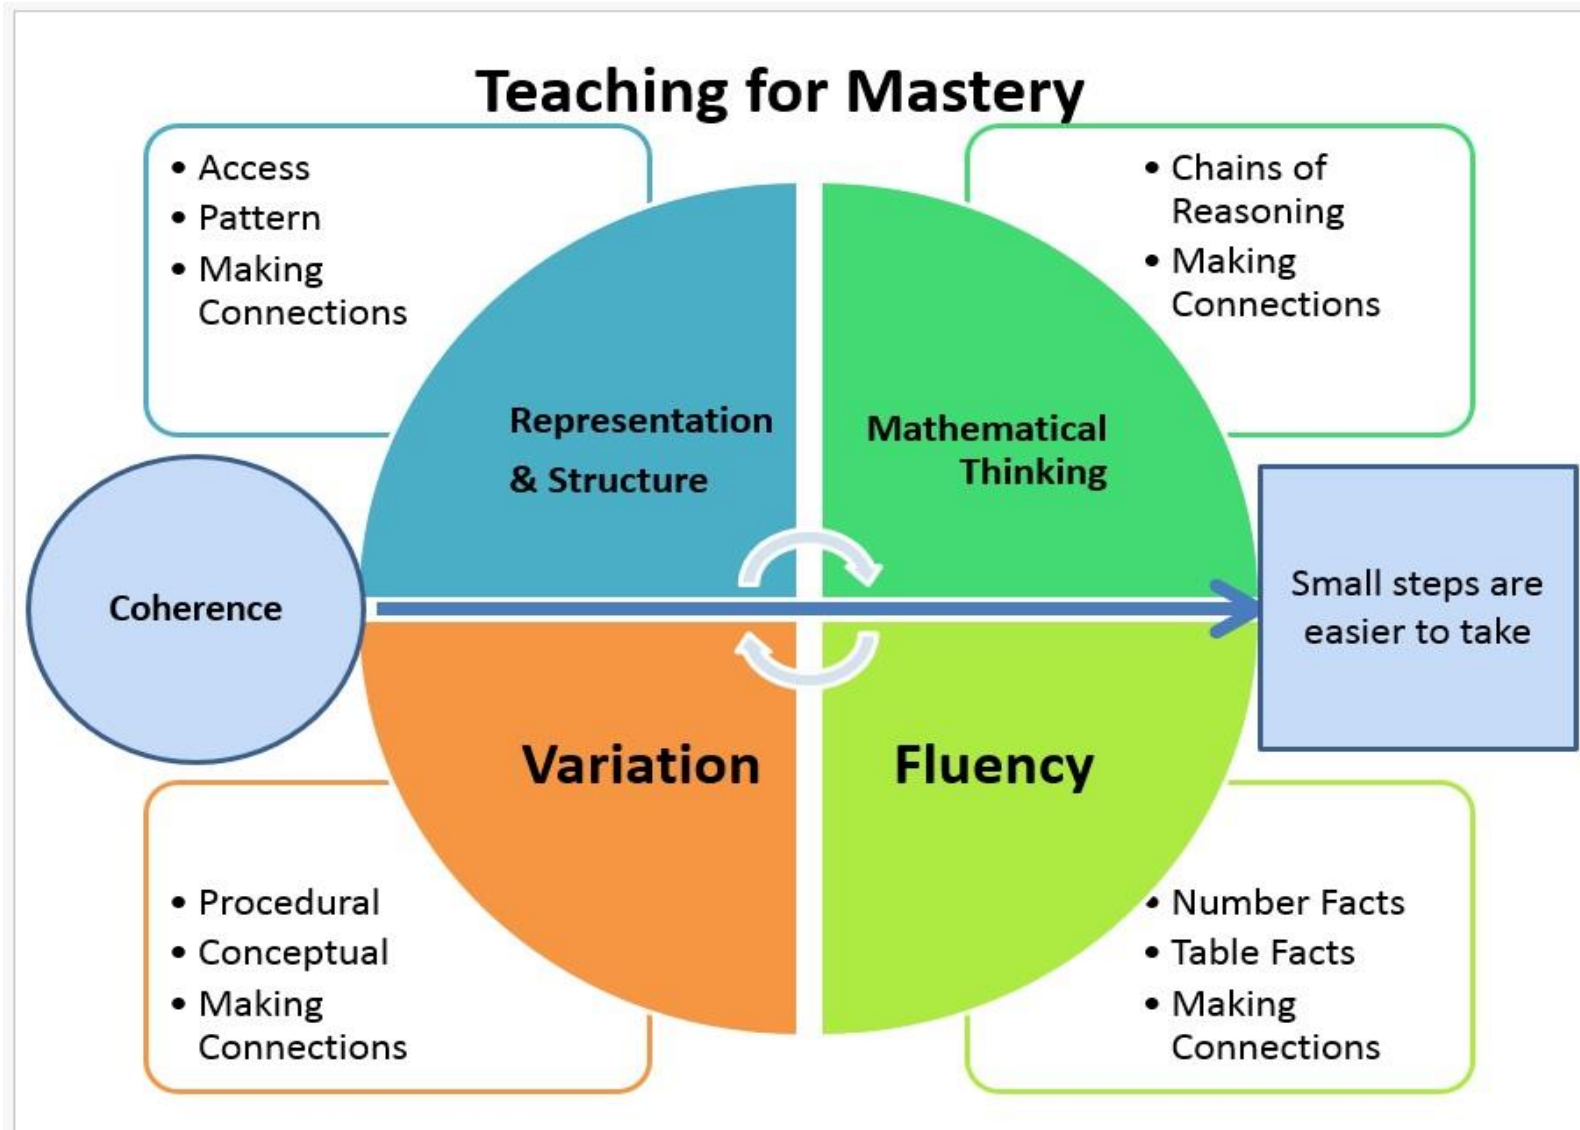 Teaching for Mastery
• Access
• Pattern
• Making
Connections
• Chains of
Reasoning
• Making
Connections
Representation
& Structure
Mathematical
Thinking
Coherence
Small steps are
easier to take
Variation
Fluency
• Procedural
• Conceptual
• Making
Connections
• Number Facts
• Table Facts
• Making
Connections